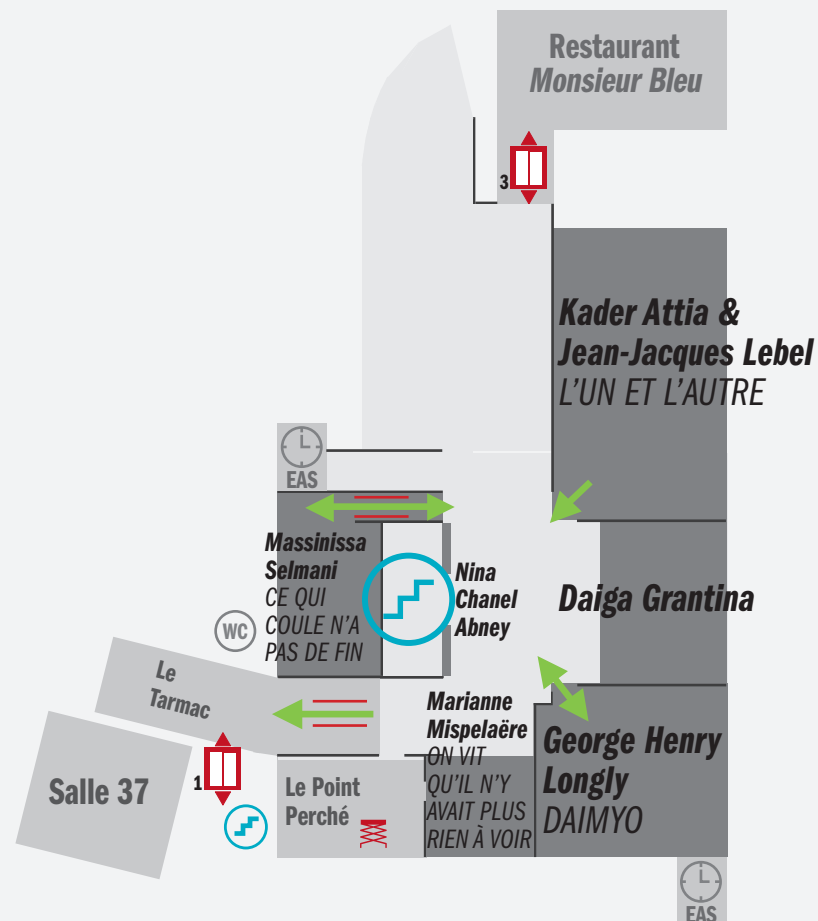 Restaurant
Monsieur Bleu
3
Kader Attia &
Jean-Jacques Lebel
L'UN ET L'AUTRE
EAS
Massinissa
Selmani
CE QUI
COULE N'A
PAS DE FIN
WC
Nina
Chanel
Abney
Daiga Grantina
Le
Tarmac
Salle 37
1
Le Point
Perché
Marianne
Mispelaëre
ON VIT
QU'IL N'Y
AVAIT PLUS
RIEN À VOIR
George Henry
Longly
DAIMYO
EAS